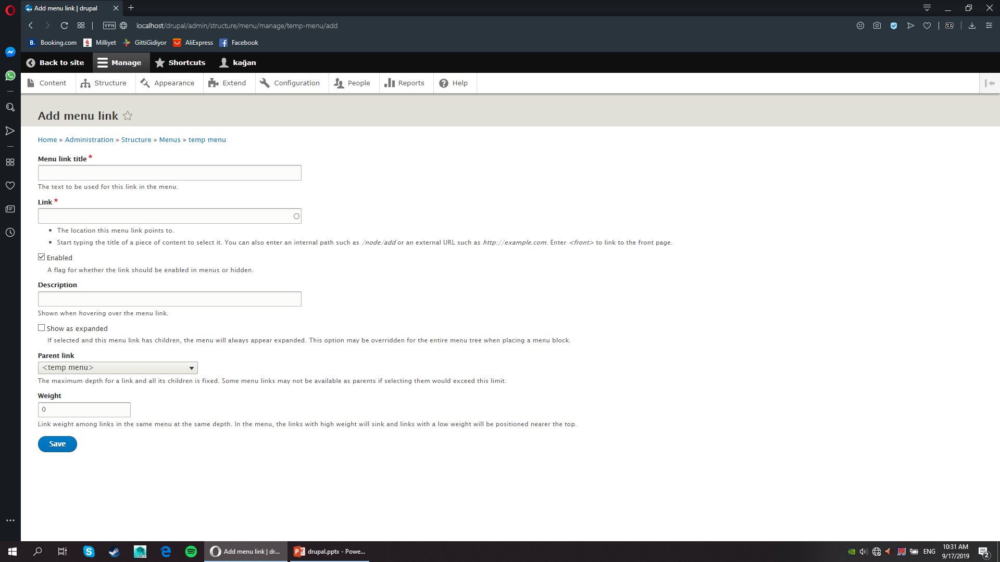 Add menu link | drupal
VPN
localhost/drupal/admin/structure/menu/manage/temp-menu/add
B. Booking.com Milliyet GittiGidiyor AliExpress Facebook
Back to site Manage Shortcuts kağan
Content Structure Appearance Extend Configuration People Reports Help
Add menu link
Home » Administration » Structure » Menus » temp menu
Menu link title *
The text to be used for this link in the menu.
Link *
• The location this menu link points to.
• Start typing the title of a piece of content to select it. You can also enter an internal path such as /node/add or an external URL such as http://example.com. Enter <front> to link to the front page.
Enabled
A flag for whether the link should be enabled in menus or hidden.
Description
Shown when hovering over the menu link.
Show as expanded
If selected and this menu link has children, the menu will always appear expanded. This option may be overridden for the entire menu tree when placing a menu block.
Parent link
<temp menu>
The maximum depth for a link and all its children is fixed. Some menu links may not be available as parents if selecting them would exceed this limit.
Weight
0
Link weight among links in the same menu at the same depth. In the menu, the links with high weight will sink and links with a low weight will be positioned nearer the top.
Save
Add menu link | dr...
drupal.pptx - Powe...
ENG
10:31 AM
9/17/2019
2